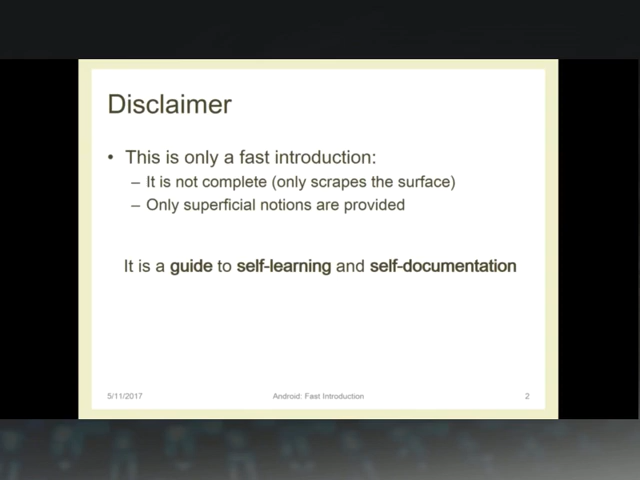 Disclaimer
• This is only a fast introduction:
– It is not complete (only scrapes the surface)
– Only superficial notions are provided
It is a guide to self-learning and self-documentation
5/11/2017 Android: Fast Introduction 2